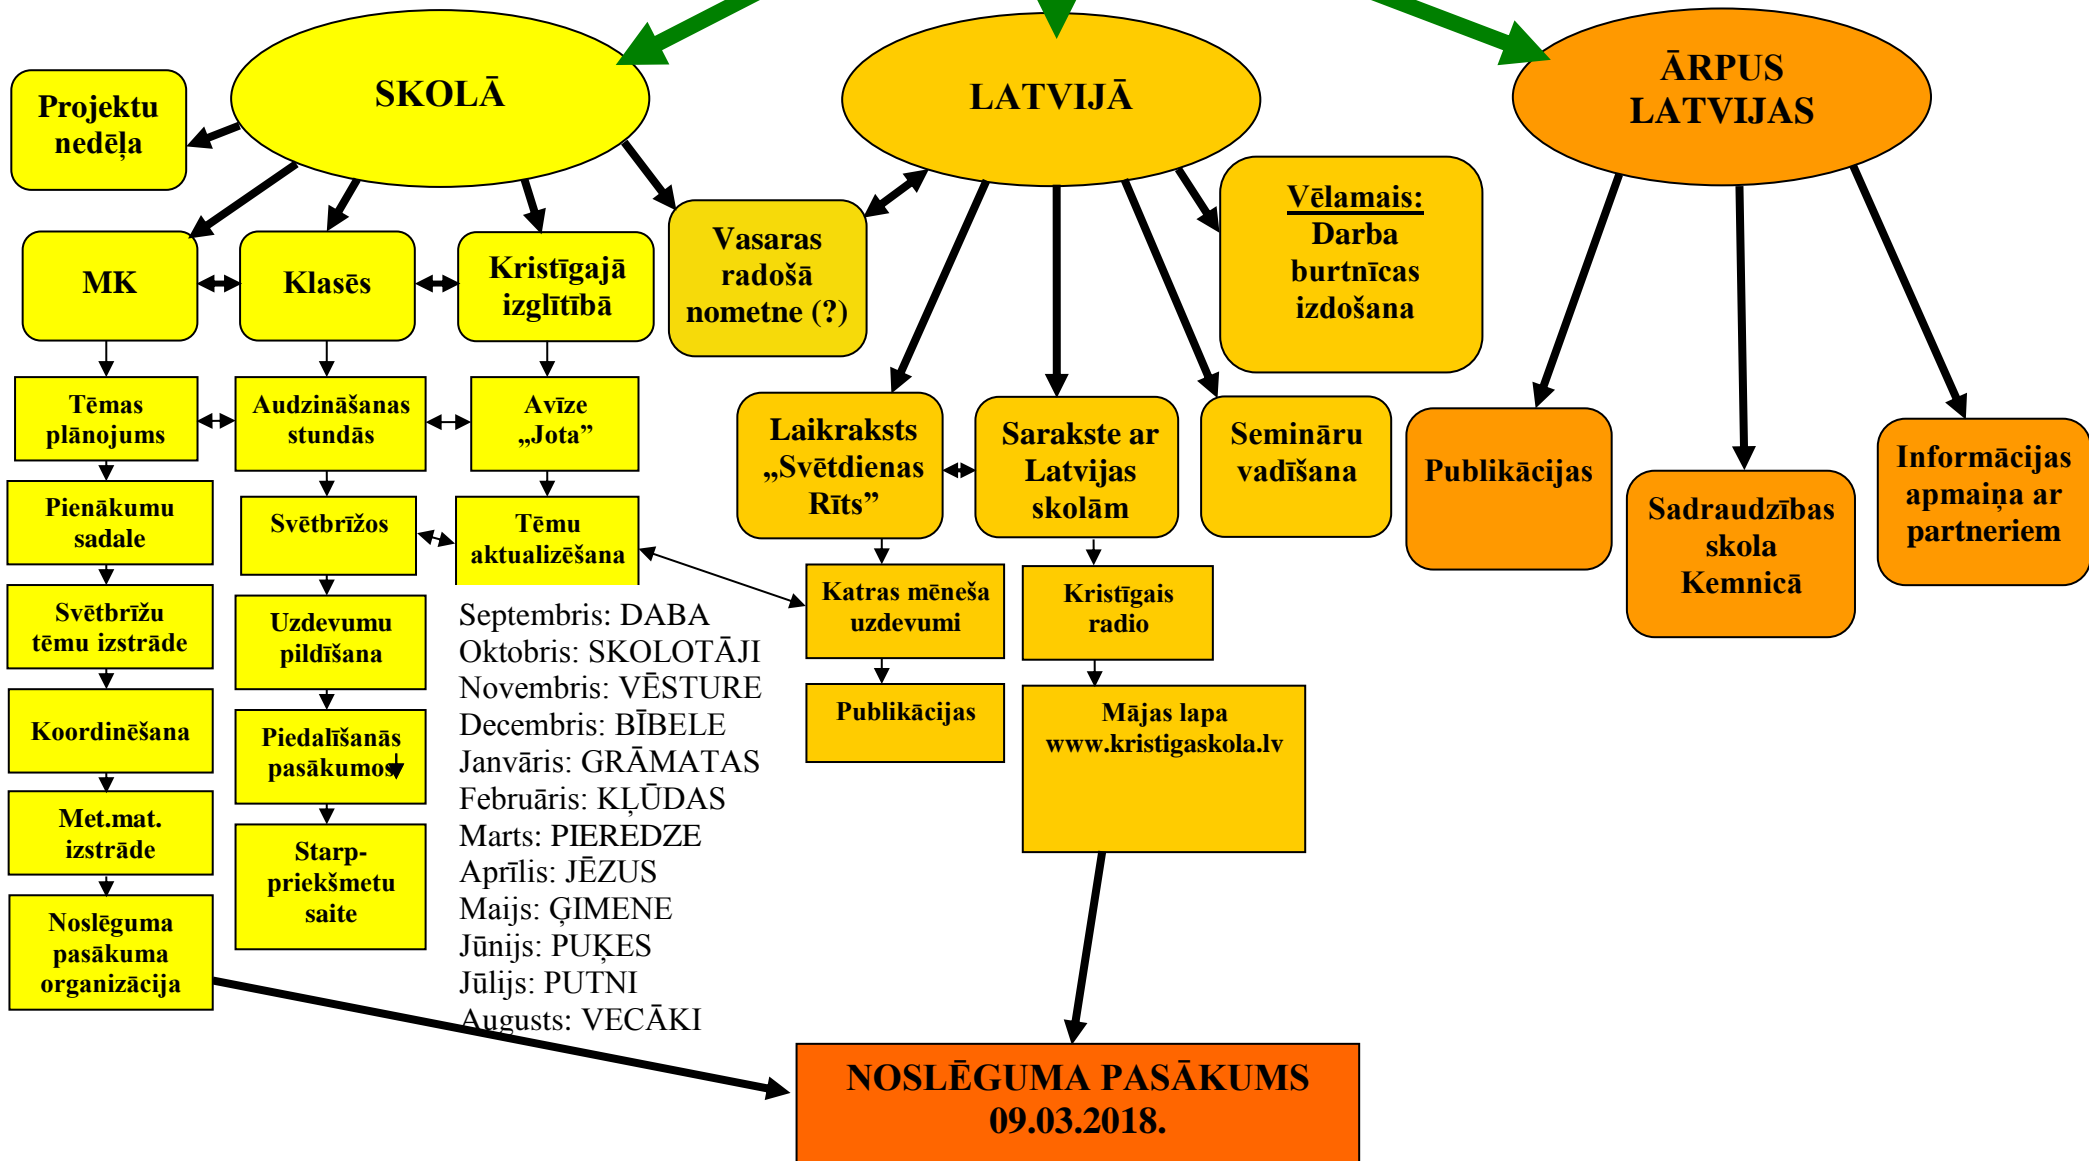 SKOLĀ
LATVIJĀ
ĀRPUS
LATVIJAS
Projektu
nedēļa
MK
Klasēs
Kristīgajā
izglītībā
Vasaras
radošā
nometne (?)
Vēlamais:
Darba
burtnīcas
izdošana
Tēmas
plānojums
Audzināšanas
stundās
Avīze
„Jota”
Laikraksts
„Svētdienas
Rīts”
Sarakste ar
Latvijas
skolām
Semināru
vadīšana
Publikācijas
Sadraudzības
skola
Kemnicā
Informācijas
apmaiņa ar
partneriem
Pienākumu
sadale
Svētbrīžos
Tēmu
aktualizēšana
Katras mēneša
uzdevumi
Kristīgais
radio
Svētbrīžu
tēmu izstrāde
Uzdevumu
pildīšana
Septembris: DABA
Oktobris: SKOLOTĀJI
Novembris: VĒSTURE
Decembris: BĪBELE
Janvāris: GRĀMATAS
Februāris: KĻŪDAS
Marts: PIEREDZE
Aprīlis: JĒZUS
Maijs: ĢIMENE
Jūnijs: PUĶES
Jūlijs: PUTNI
Augusts: VECĀKI
Publikācijas
Mājas lapa
www.kristigaskola.lv
Koordinēšana
Piedalīšanās
pasākumos
Met.mat.
izstrāde
Starp-
priekšmetu
saite
Noslēguma
pasākuma
organizācija
NOSLĒGUMA PASĀKUMS
09.03.2018.